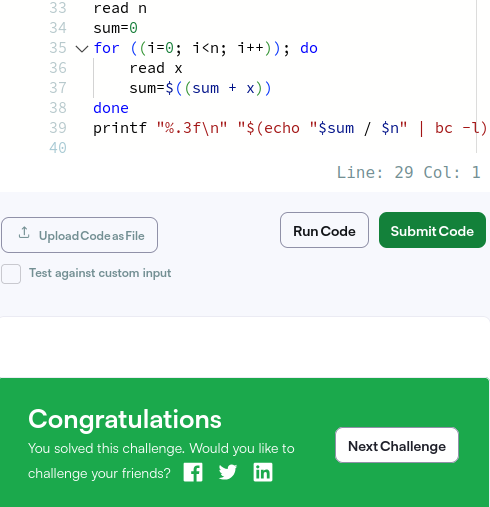 33 read n
34 sum=0
35 for ((i=0; i<n; i++)); do
36 read x
37 sum=$((sum + x))
38 done
39 printf "%.3f\n" "$(echo "$sum / $n" | bc -l)
40
Line: 29 Col: 1
Upload Code as File
Run Code
Submit Code
Test against custom input
Congratulations
You solved this challenge. Would you like to
challenge your friends?
Next Challenge